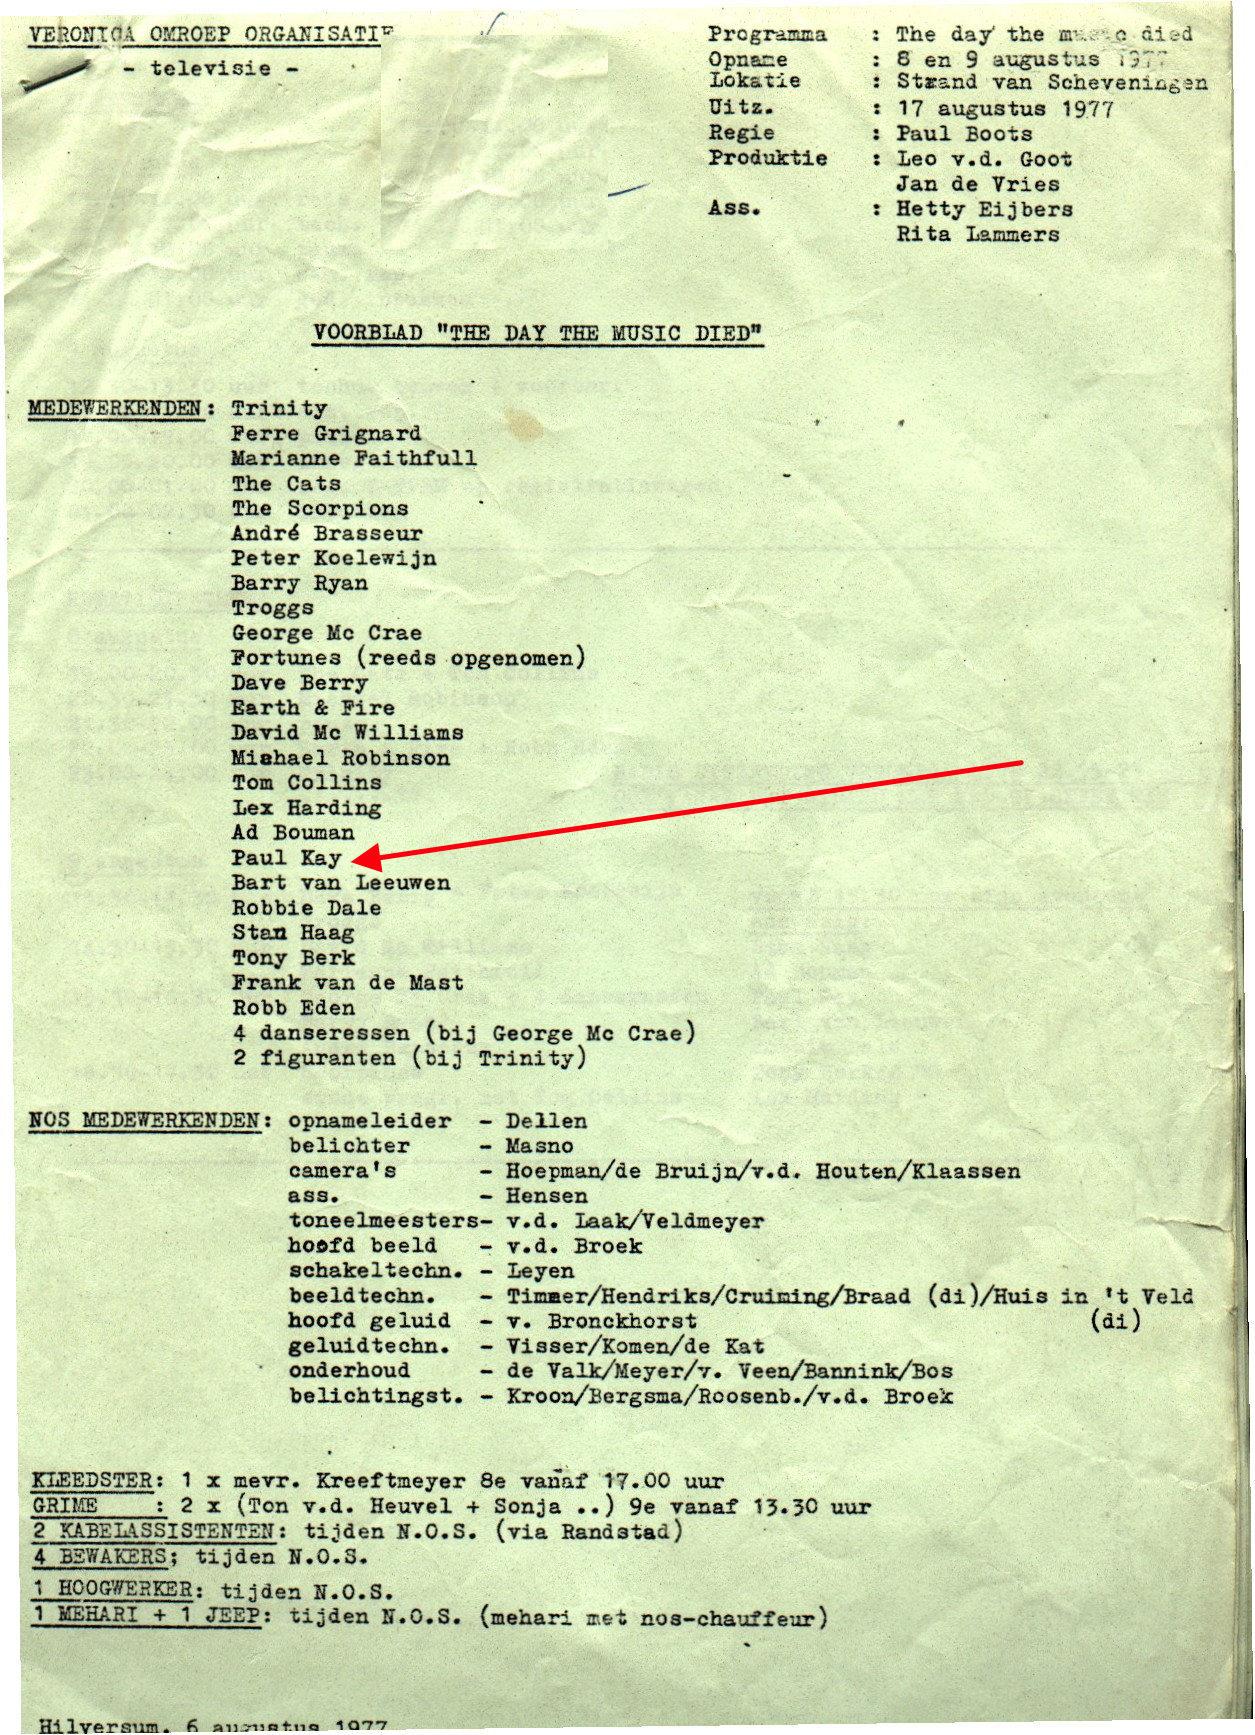 VERONICA OMROEP ORGANISATIE
- televisie -
Programma : The day the music died
Opname : 8 en 9 augustus 1977
Lokatie : Strand van Scheveningen
Uitz. : 17 augustus 1977
Regie : Paul Boots
Produktie : Leo v.d. Goot
Jan de Vries
Ass. : Hetty Eijbers
Rita Lammers
VOORBLAD "THE DAY THE MUSIC DIED"
MEDEWERKENDEN: Trinity
Ferre Grignard
Marianne Faithfull
The Cats
The Scorpions
André Brasseur
Peter Koelewijn
Barry Ryan
Troggs
George Mc Crae
Fortunes (reeds opgenomen)
Dave Berry
Earth & Fire
David Mc Williams
Mishael Robinson
Tom Collins
Lex Harding
Ad Bouman
Paul Kay
Bart van Leeuwen
Robbie Dale
Stan Haag
Tony Berk
Frank van de Mast
Robb Eden
4 danseressen (bij George Mc Crae)
2 figuranten (bij Trinity)
NOS MEDEWERKENDEN: opnameleider - Dellen
belichter - Masno
camera's - Hoepman/de Bruijn/v.d. Houten/Klaassen
ass. - Hensen
toneelmeesters- v.d. Laak/Veldmeyer
hoofd beeld - v.d. Broek
schakeltechn. - Leyen
beeldtechn. - Timmer/Hendriks/Cruiming/Braad (di)/Huis in 't Veld
hoofd geluid - v. Bronckhorst (di)
geluidtechn. - Visser/Komen/de Kat
onderhoud - de Valk/Meyer/v. Veen/Bannink/Bos
belichtingst. - Kroon/Bergsma/Roosenb./v.d. Broek
KLEEDSTER: 1 x mevr. Kreeftmeyer 8e vanaf 17.00 uur
GRIME : 2 x (Ton v.d. Heuvel + Sonja ..) 9e vanaf 13.30 uur
2 KABELASSISTENTEN: tijden N.O.S. (via Randstad)
4 BEWAKERS; tijden N.O.S.
1 HOOGWERKER: tijden N.O.S.
1 MEHARI + 1 JEEP: tijden N.O.S. (mehari met nos-chauffeur)
Hilversum, 6 augustus 1977